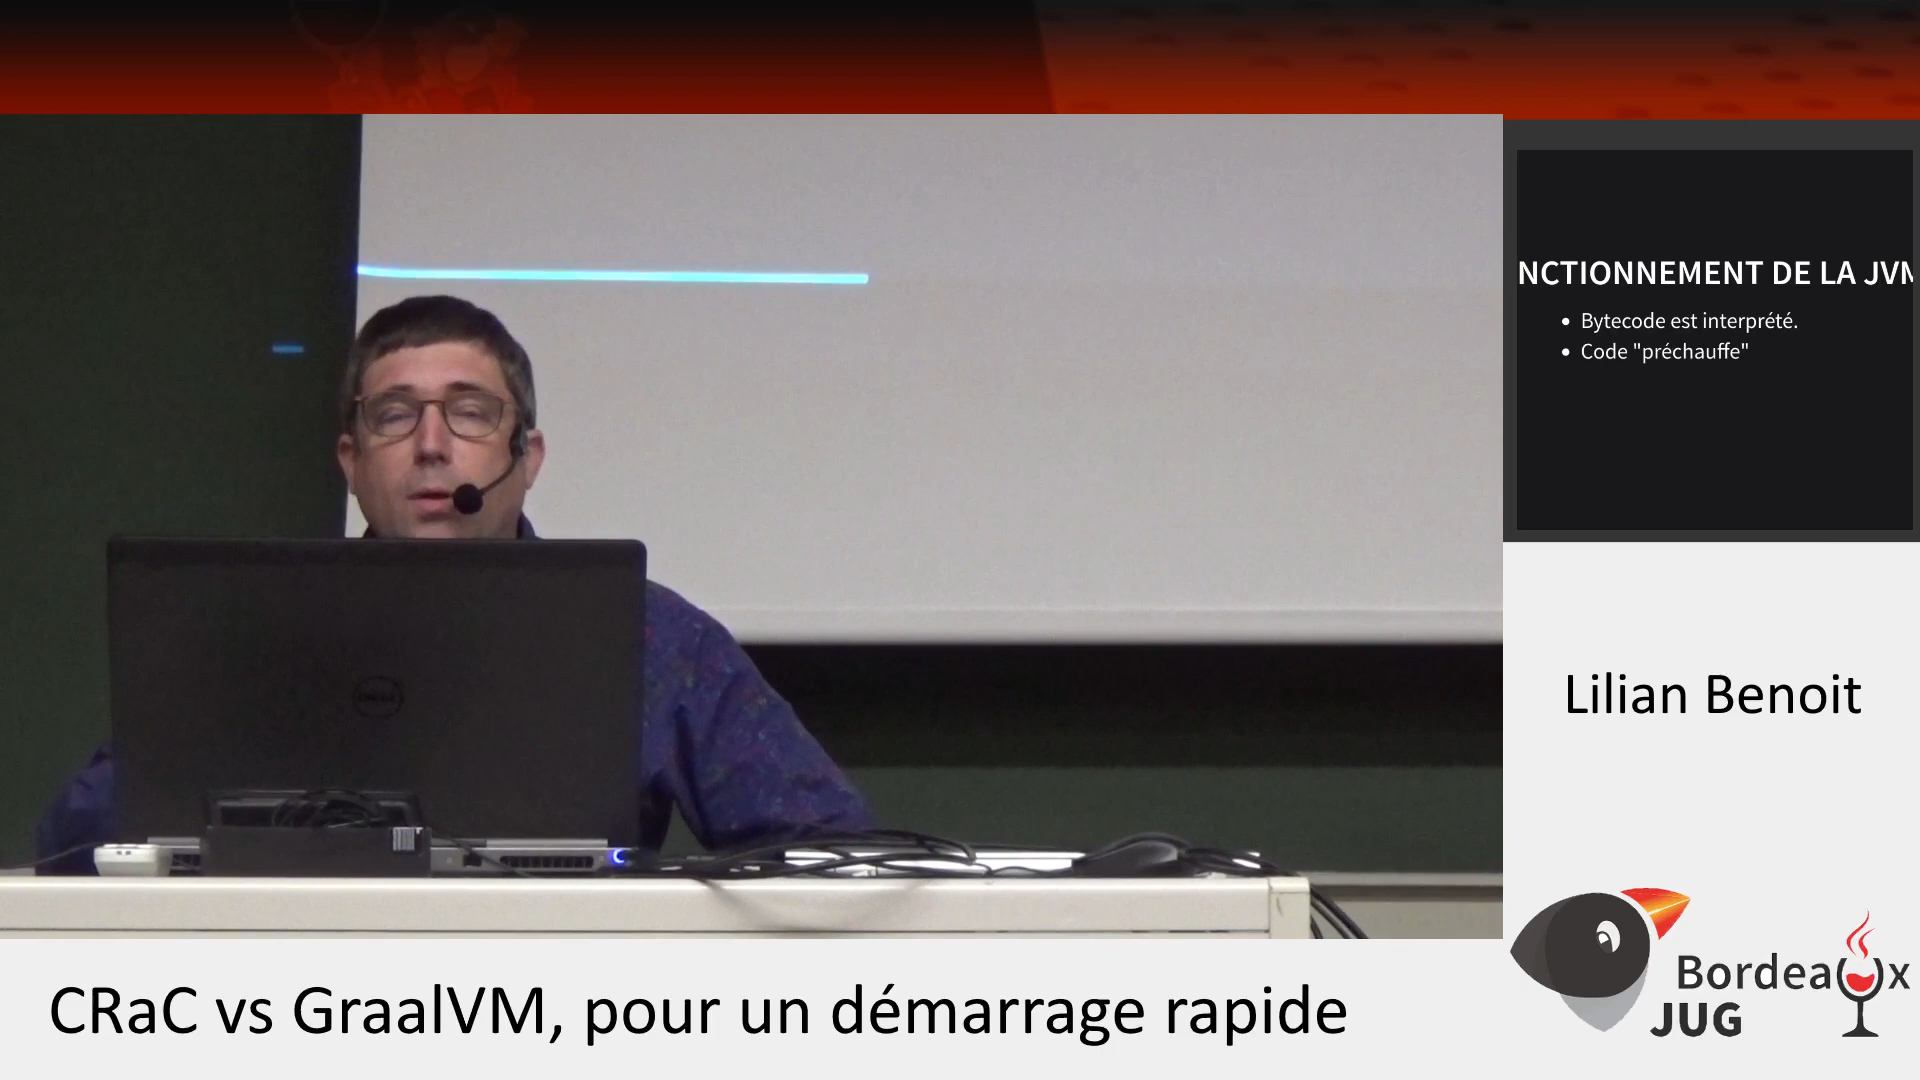 NCTIONNEMENT DE LA JVM
Bytecode est interprété.
Code "préchauffe"
Lilian Benoit
DELL
Bordeaux
JUG
CRaC vs GraalVM, pour un démarrage rapide